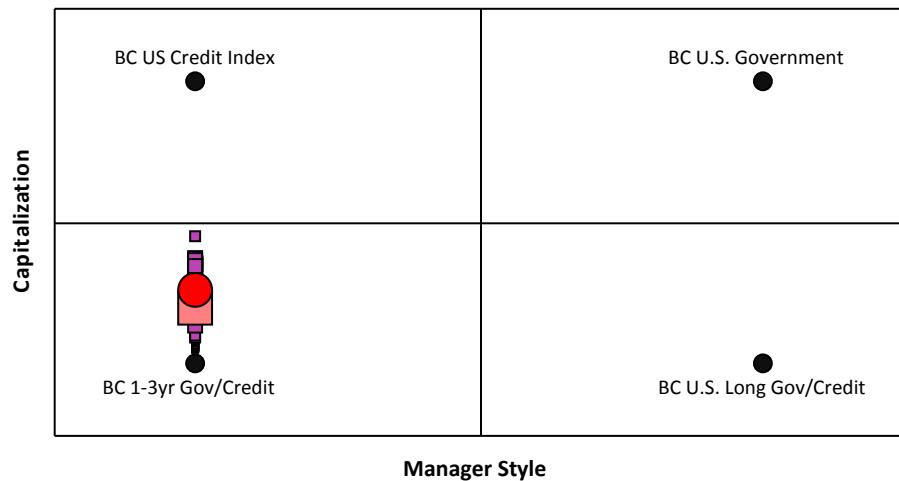 BC US Credit Index
BC U.S. Government
Capitalization
BC 1-3yr Gov/Credit
BC U.S. Long Gov/Credit
Manager Style